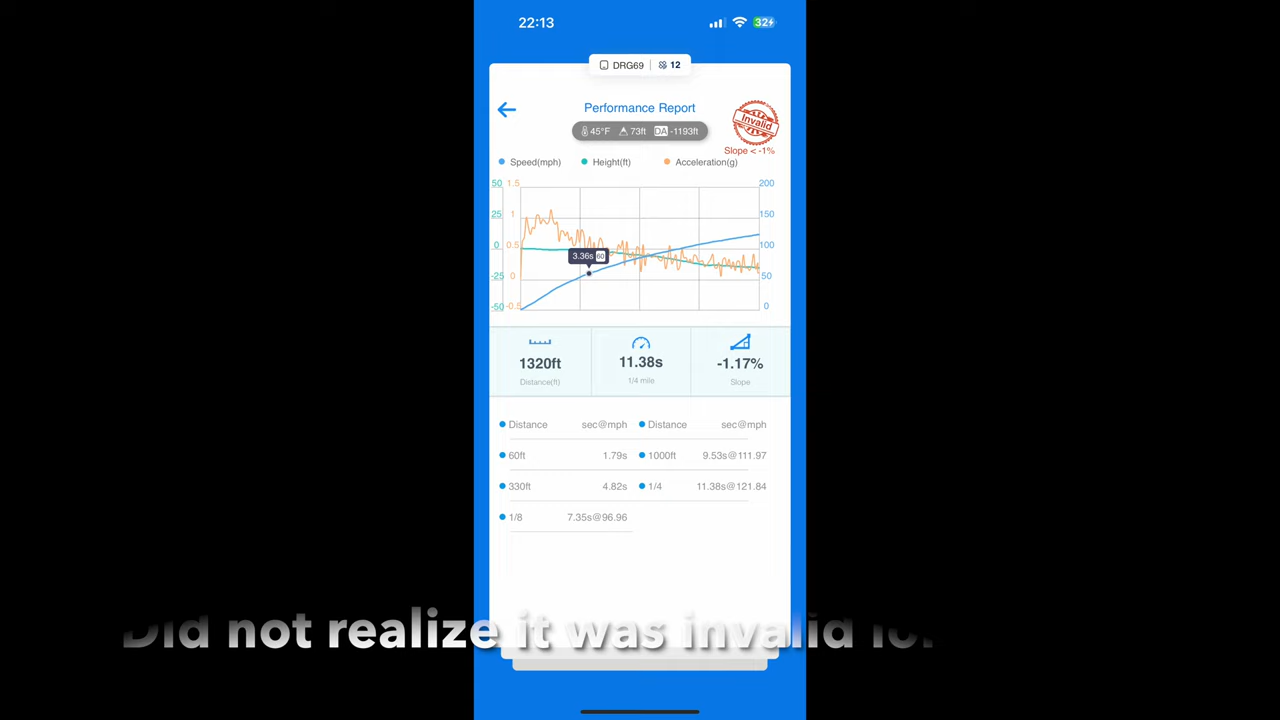 22:13 32
DRG69 12
Performance Report
45°F 73ft DA -1193ft
Invalid
Slope < -1%
Speed(mph) Height(ft) Acceleration(g)
50 1.5 200
25 1 150
0 0.5 100
3.36s 60
-25 0 50
-50 -0.5 0
1320ft 11.38s -1.17%
Distance(ft) 1/4 mile Slope
Distance sec@mph Distance sec@mph
60ft 1.79s 1000ft 9.53s@111.97
330ft 4.82s 1/4 11.38s@121.84
1/8 7.35s@96.96
Did not realize it was invalid lol